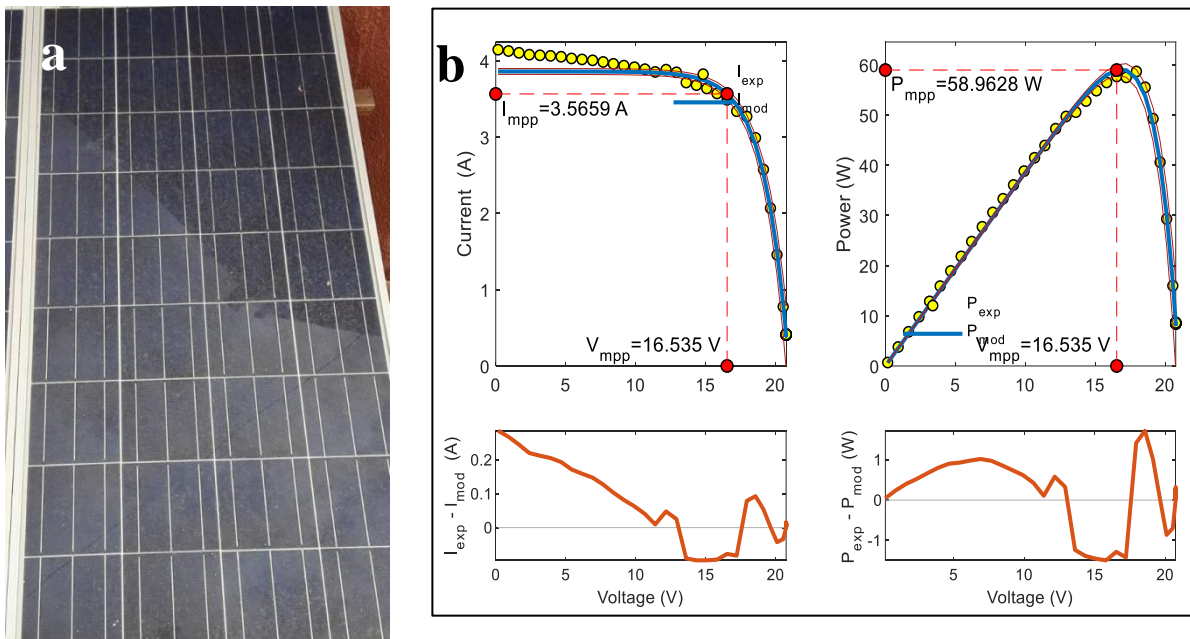 a
b
4
3
2
1
0
0
5
10
15
20
Current (A)
I_exp
I_mod
I_mpp=3.5659 A
V_mpp=16.535 V
60
50
40
30
20
10
0
0
5
10
15
20
Power (W)
P_mpp=58.9628 W
P_exp
P_mod
V_mpp=16.535 V
0.2
0.1
0
0
5
10
15
20
I_exp - I_mod (A)
Voltage (V)
1
0
-1
0
5
10
15
20
P_exp - P_mod (W)
Voltage (V)